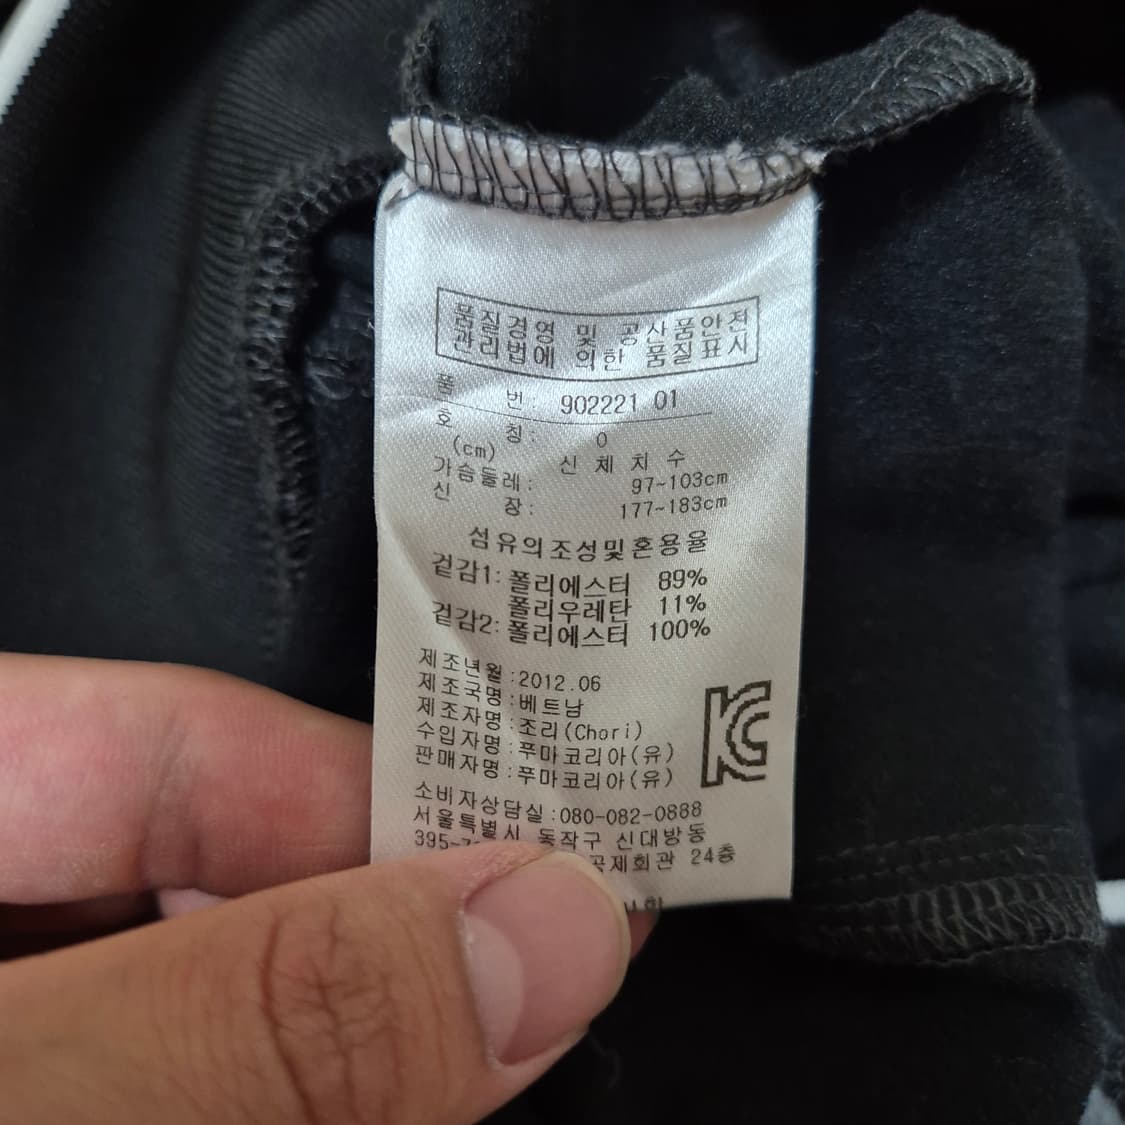 품질경영 및 공산품안전
관리법에 의한 품질표시
품 번: 902221 01
호 칭: 0
(cm) 신 체 치 수
가슴둘레: 97~103cm
신 장: 177~183cm
섬유의조성및혼용율
겉감1: 폴리에스터 89%
폴리우레탄 11%
겉감2: 폴리에스터 100%
제조년월:2012.06
제조국명:베트남
제조자명:조리(Chori)
수입자명:푸마코리아(유)
판매자명:푸마코리아(유)
KC
소비자상담실:080-082-0888
서울특별시 동작구 신대방동
공제회관 24층